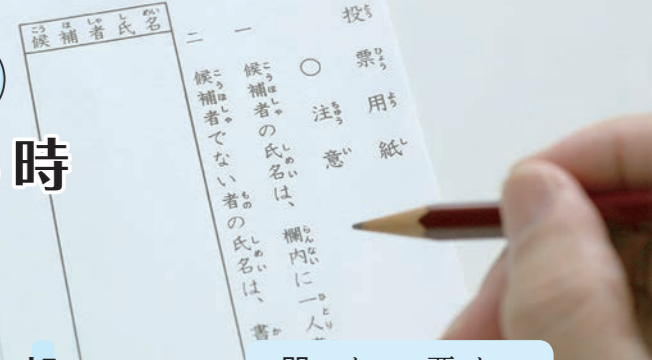 投票用紙
○注意
一 候補者の氏名は、欄内に一人
二 候補者でない者の氏名は、書
候補者氏名
時